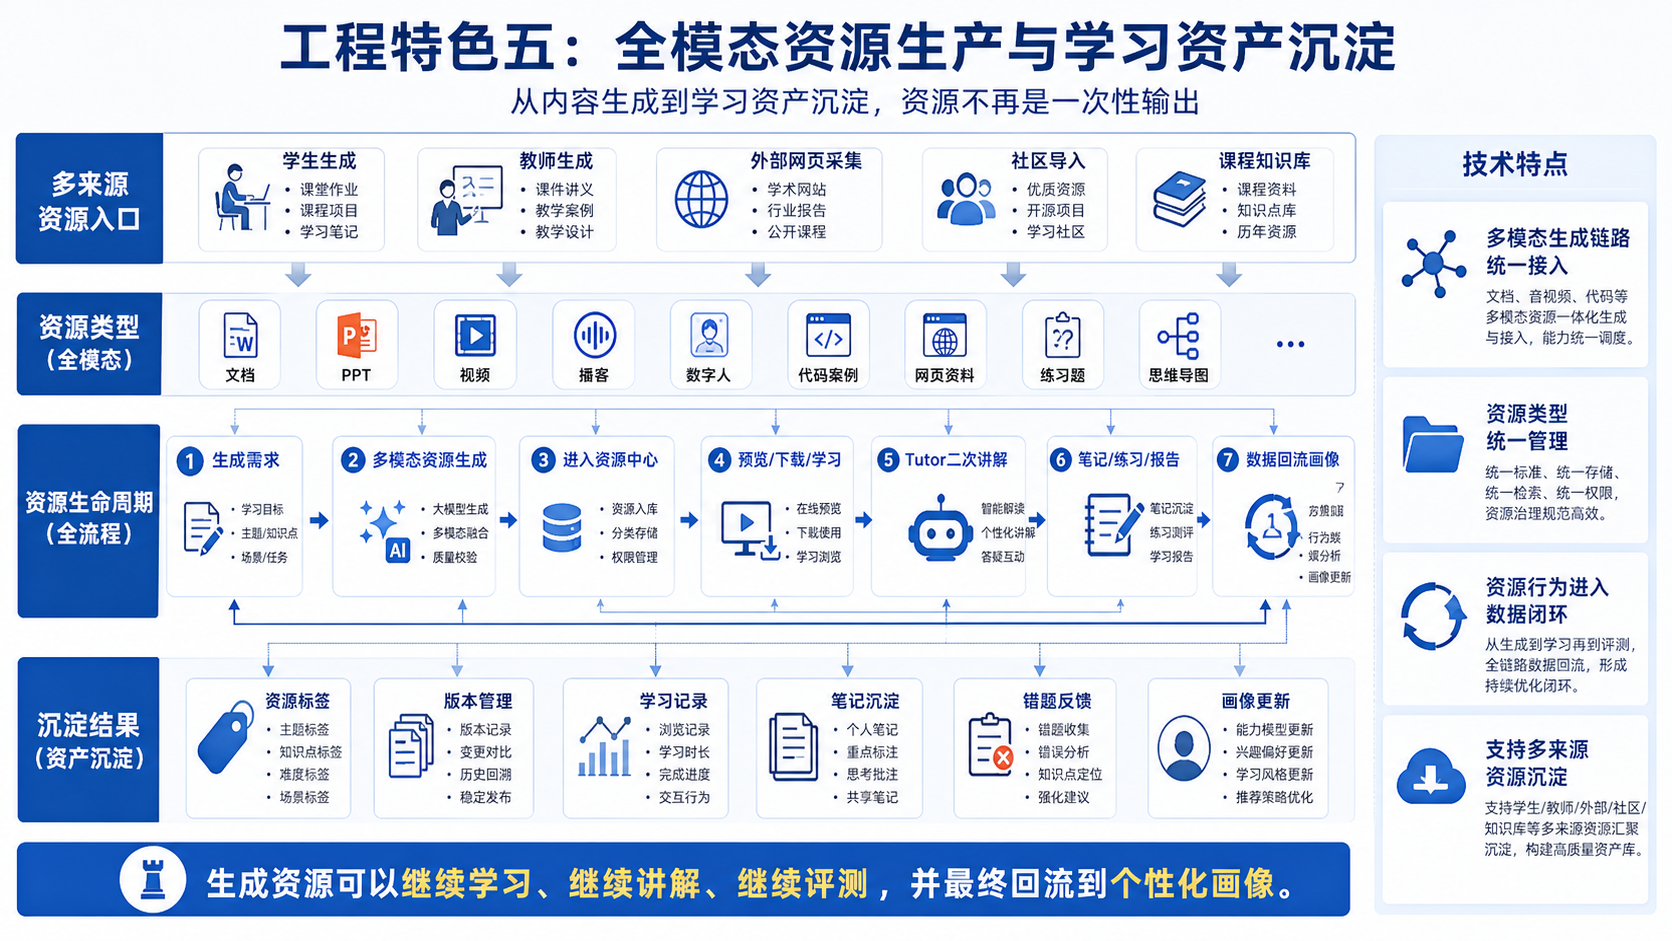 工程特色五：全模态资源生产与学习资产沉淀
从内容生成到学习资产沉淀，资源不再是一次性输出
多来源
资源入口
学生生成
• 课堂作业
• 课程项目
• 学习笔记
教师生成
• 课件讲义
• 教学案例
• 教学设计
外部网页采集
• 学术网站
• 行业报告
• 公开课程
社区导入
• 优质资源
• 开源项目
• 学习社区
课程知识库
• 课程资料
• 知识点库
• 历年资源
资源类型
（全模态）
W
文档
P
PPT
视频
播客
数字人
</>
代码案例
网页资料
??
练习题
思维导图
...
资源生命周期
（全流程）
1 生成需求
• 学习目标
• 主题/知识点
• 场景/任务
2 多模态资源生成
AI
• 大模型生成
• 多模态融合
• 质量校验
3 进入资源中心
• 资源入库
• 分类存储
• 权限管理
4 预览/下载/学习
• 在线预览
• 下载使用
• 学习浏览
5 Tutor二次讲解
智能解读
个性化讲解
答疑互动
6 笔记/练习/报告
笔记沉淀
练习测评
学习报告
7 数据回流画像
1
• 行为
• 分析
• 画像更新
沉淀结果
（资产沉淀）
资源标签
• 主题标签
• 知识点标签
• 难度标签
• 场景标签
版本管理
• 版本记录
• 变更对比
• 历史回溯
• 稳定发布
学习记录
• 浏览记录
• 学习时长
• 完成进度
• 交互行为
笔记沉淀
• 个人笔记
• 重点标注
• 思考批注
• 共享笔记
错题反馈
• 错题收集
• 错误分析
• 知识点定位
• 强化建议
画像更新
• 能力模型更新
• 兴趣偏好更新
• 学习风格更新
• 推荐策略优化
生成资源可以继续学习、继续讲解、继续评测，并最终回流到个性化画像。
技术特点
多模态生成链路
统一接入
文档、音视频、代码等
多模态资源一体化生成
与接入，能力统一调度。
资源类型
统一管理
统一标准、统一存储、
统一检索、统一权限，
资源治理规范高效。
资源行为进入
数据闭环
从生成到学习再到评测，
全链路数据回流，形成
持续优化闭环。
支持多来源
资源沉淀
支持学生/教师/外部/社区/
知识库等多来源资源汇聚
沉淀，构建高质量资产库。